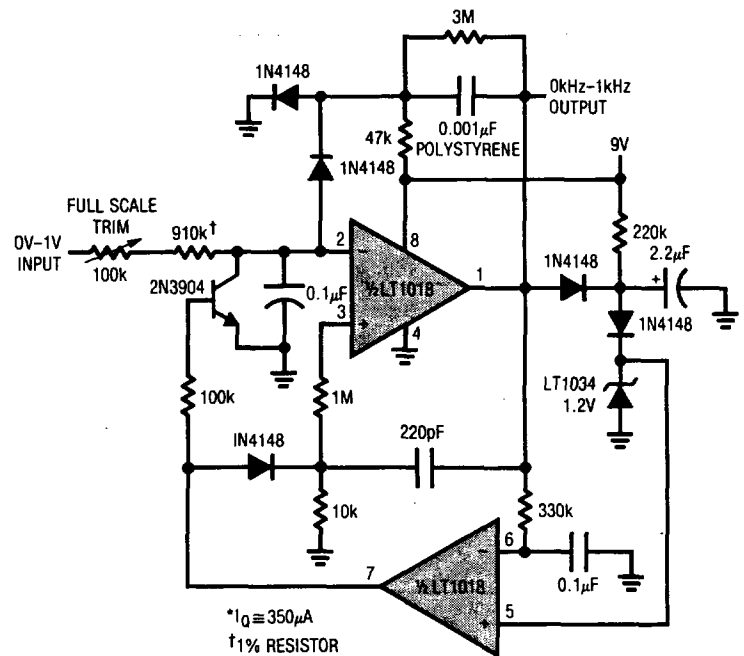 3M
1N4148
0kHz–1kHz
OUTPUT
47k
0.001µF
POLYSTYRENE
9V
1N4148
FULL SCALE
TRIM
910k†
0V–1V
INPUT
100k
2
8
220k
2.2µF
+
1N4148
2N3904
0.1µF
–
½LT1018
1
3
+
4
1N4148
LT1034
1.2V
100k
1M
IN4148
220pF
10k
330k
6
–
7
½LT1018
0.1µF
5
+
*IQ≅350µA
†1% RESISTOR